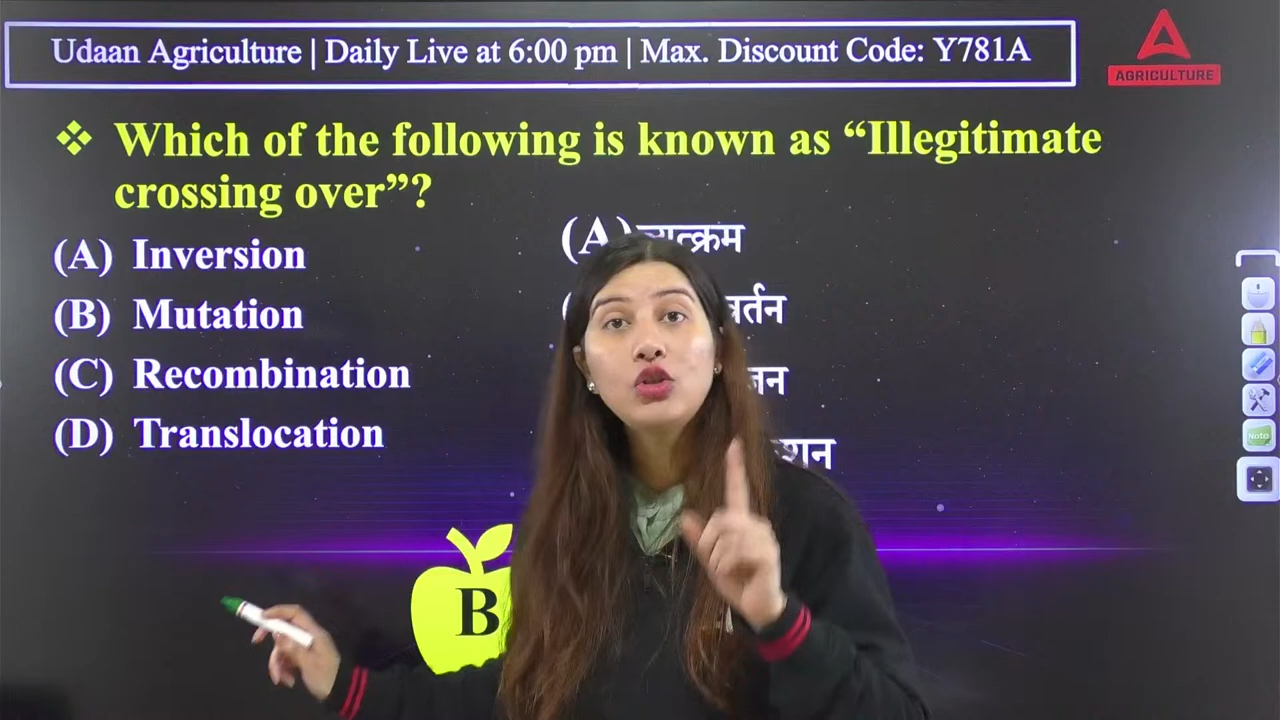 Udaan Agriculture | Daily Live at 6:00 pm | Max. Discount Code: Y781A
AGRICULTURE
❖ Which of the following is known as “Illegitimate
crossing over”?
(A) Inversion
(B) Mutation
(C) Recombination
(D) Translocation
(A)
B
Note